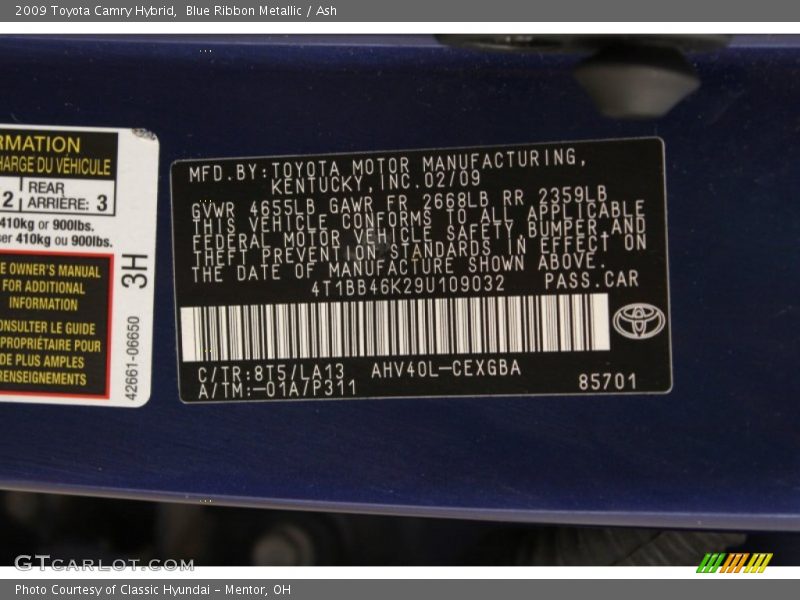 2009 Toyota Camry Hybrid,  Blue Ribbon Metallic / Ash
RMATION
HARGE DU VÉHICULE
2 REAR
ARRIÈRE: 3
410kg or 900lbs.
er 410kg ou 900lbs.
E OWNER'S MANUAL
FOR ADDITIONAL
INFORMATION
ONSULTER LE GUIDE
PROPRIÉTAIRE POUR
DE PLUS AMPLES
RENSEIGNEMENTS
3H
42661-06650
MFD.BY:TOYOTA MOTOR MANUFACTURING,
KENTUCKY,INC.02/09
GVWR 4655LB GAWR FR 2668LB RR 2359LB
THIS VEHICLE CONFORMS TO ALL APPLICABLE
FEDERAL MOTOR VEHICLE SAFETY,BUMPER,AND
THEFT PREVENTION STANDARDS IN EFFECT ON
THE DATE OF MANUFACTURE SHOWN ABOVE.
4T1BB46K29U109032 PASS.CAR
C/TR:8T5/LA13 AHV40L-CEXGBA
A/TM:-01A/P311 85701
GTCARLOT.COM
Photo Courtesy of Classic Hyundai - Mentor, OH